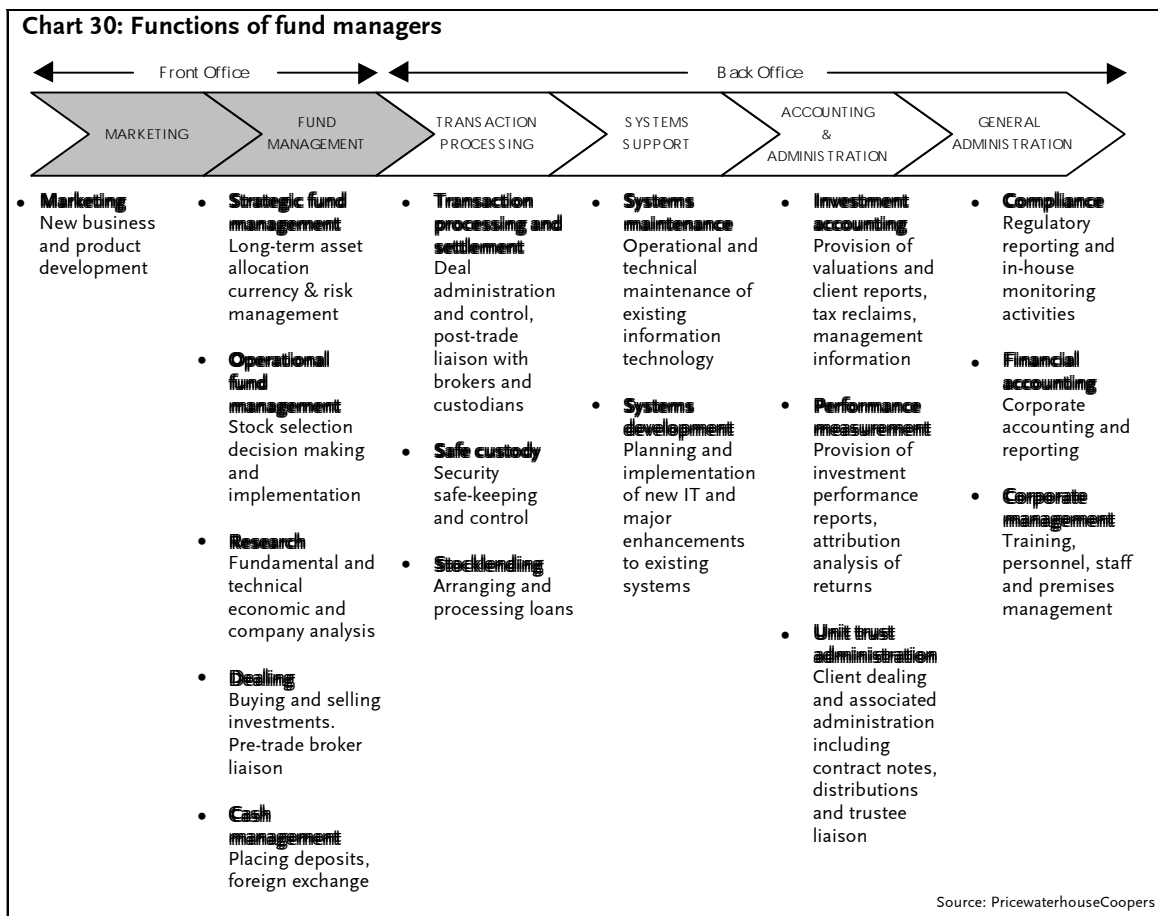 Chart 30: Functions of fund managers
Front Office
Back Office
MARKETING
FUND
MANAGEMENT
TRANSACTION
PROCESSING
SYSTEMS
SUPPORT
ACCOUNTING
&
ADMINISTRATION
GENERAL
ADMINISTRATION
• Marketing
New business
and product
development
• Strategic fund
management
Long-term asset
allocation
currency & risk
management
• Operational
fund
management
Stock selection
decision making
and
implementation
• Research
Fundamental and
technical
economic and
company analysis
• Dealing
Buying and selling
investments.
Pre-trade broker
liaison
• Cash
management
Placing deposits,
foreign exchange
• Transaction
processing and
settlement
Deal
administration
and control,
post-trade
liaison with
brokers and
custodians
• Safe custody
Security
safe-keeping
and control
• Stocklending
Arranging and
processing loans
• Systems
maintenance
Operational and
technical
maintenance of
existing
information
technology
• Systems
development
Planning and
implementation
of new IT and
major
enhancements
to existing
systems
• Investment
accounting
Provision of
valuations and
client reports,
tax reclaims,
management
information
• Performance
measurement
Provision of
investment
performance
reports,
attribution
analysis of
returns
• Unit trust
administration
Client dealing
and associated
administration
including
contract notes,
distributions
and trustee
liaison
• Compliance
Regulatory
reporting and
in-house
monitoring
activities
• Financial
accounting
Corporate
accounting and
reporting
• Corporate
management
Training,
personnel, staff
and premises
management
Source: PricewaterhouseCoopers